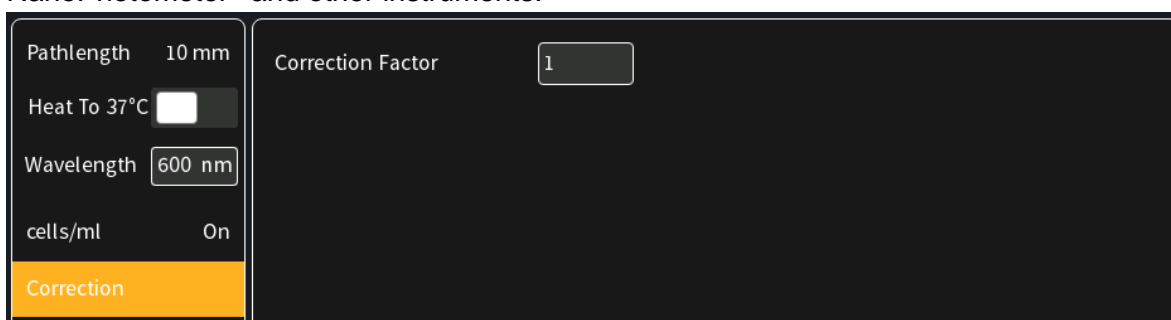 Pathlength 10 mm
Correction Factor 1
Heat To 37°C
Wavelength 600 nm
cells/ml On
Correction